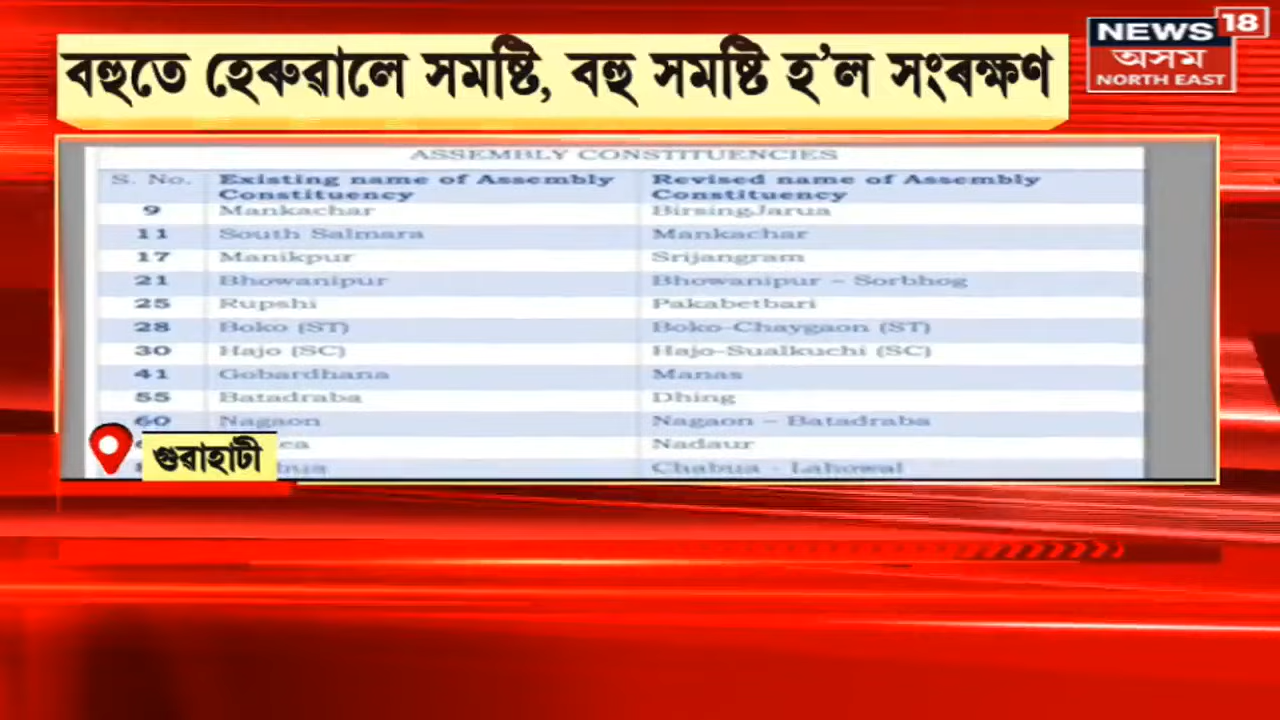 বহুতে হেৰুৱালে সমষ্টি, বহু সমষ্টি হ'ল সংৰক্ষণ
NEWS 18
অসম
NORTH EAST
ASSEMBLY CONSTITUENCIES
S. No. Existing name of Assembly Constituency Revised name of Assembly Constituency
9 Mankachar BirsingJarua
11 South Salmara Mankachar
17 Manikpur Srijangram
21 Bhowanipur Bhowanipur – Sorbhog
25 Rupshi Pakabetbari
28 Boko (ST) Boko-Chaygaon (ST)
30 Hajo (SC) Hajo-Sualkuchi (SC)
41 Gobardhana Manas
55 Batadraba Dhing
60 Nagaon Nagaon – Batadraba
Nadaur
Chabua - Lahowal
গুৱাহাটী